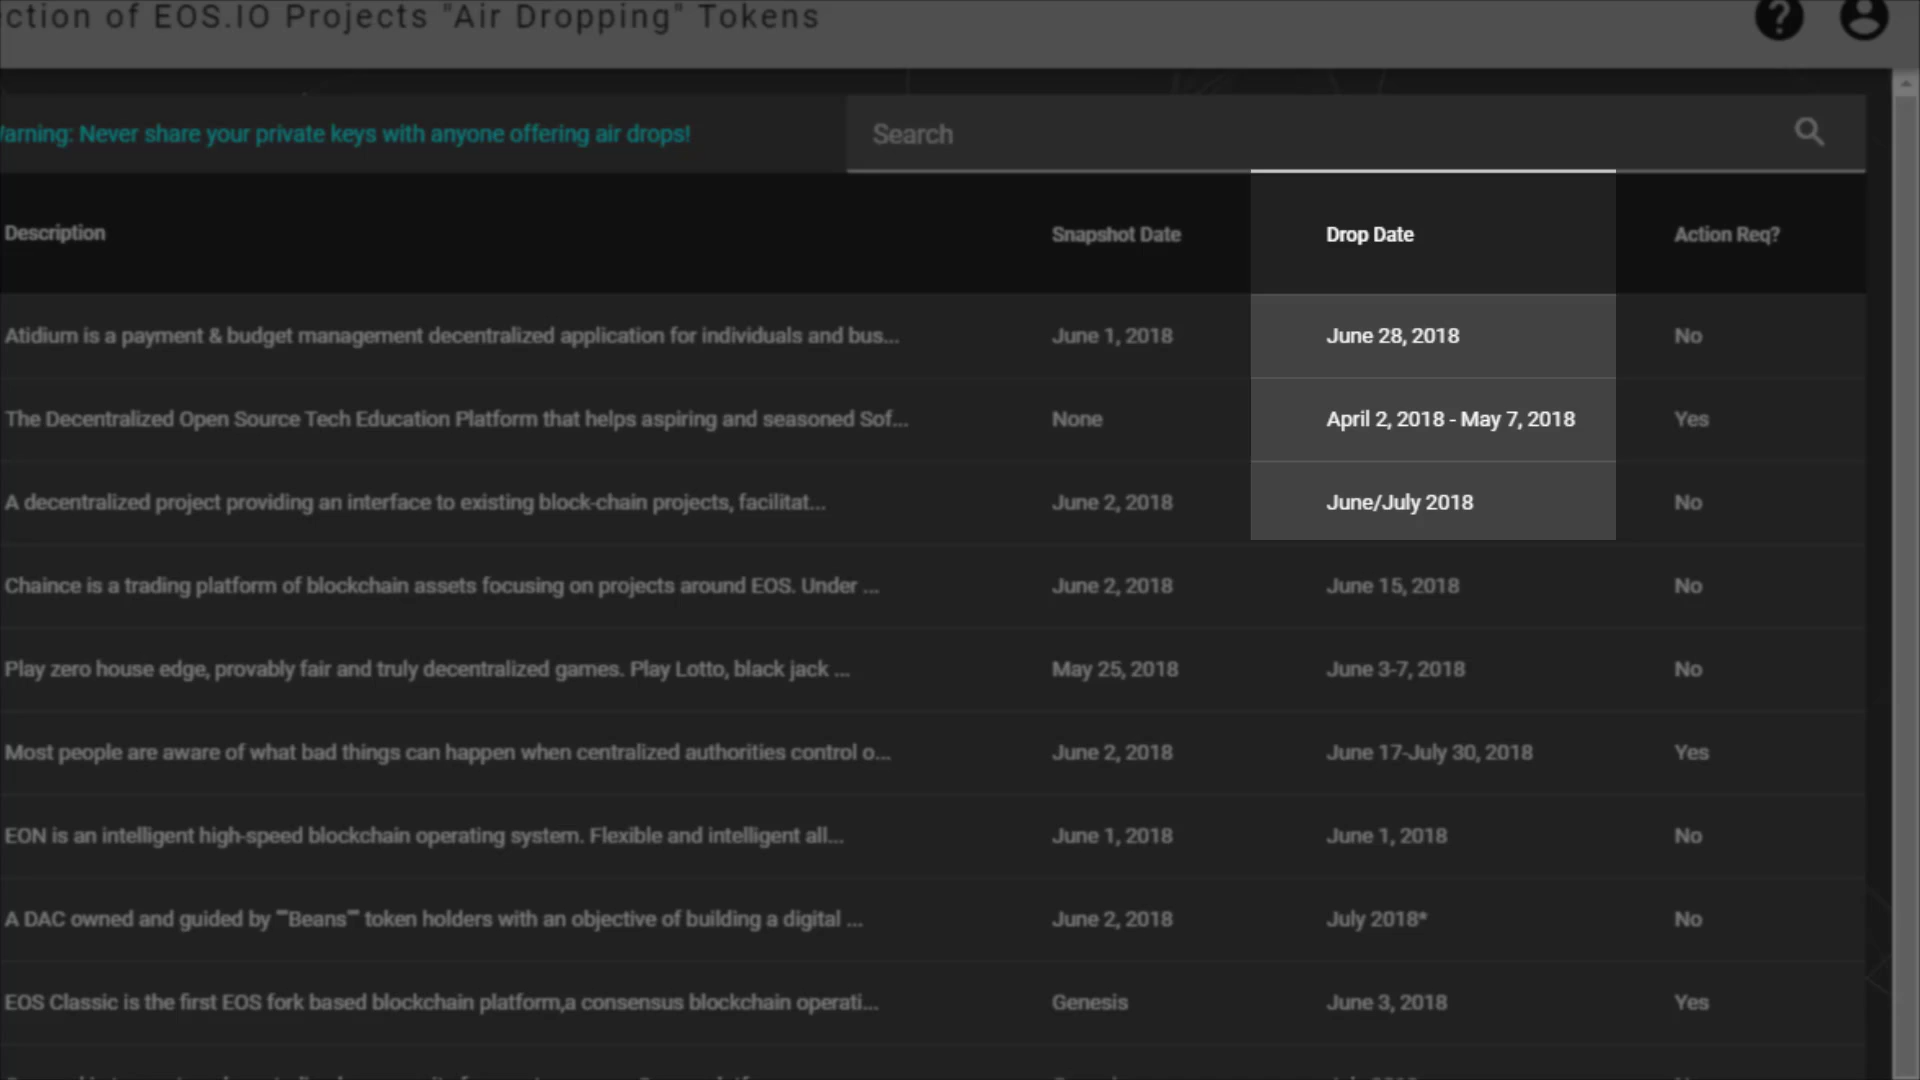 ction of EOS.IO Projects "Air Dropping" Tokens
arning: Never share your private keys with anyone offering air drops!
Search
Description Snapshot Date Drop Date Action Req?
Atidium is a payment & budget management decentralized application for individuals and bus... June 1, 2018 June 28, 2018 No
The Decentralized Open Source Tech Education Platform that helps aspiring and seasoned Sof... None April 2, 2018 - May 7, 2018 Yes
A decentralized project providing an interface to existing block-chain projects, facilitat... June 2, 2018 June/July 2018 No
Chaince is a trading platform of blockchain assets focusing on projects around EOS. Under ... June 2, 2018 June 15, 2018 No
Play zero house edge, provably fair and truly decentralized games. Play Lotto, black jack ... May 25, 2018 June 3-7, 2018 No
Most people are aware of what bad things can happen when centralized authorities control o... June 2, 2018 June 17-July 30, 2018 Yes
EON is an intelligent high-speed blockchain operating system. Flexible and intelligent all... June 1, 2018 June 1, 2018 No
A DAC owned and guided by ""Beans"" token holders with an objective of building a digital ... June 2, 2018 July 2018* No
EOS Classic is the first EOS fork based blockchain platform,a consensus blockchain operati... Genesis June 3, 2018 Yes